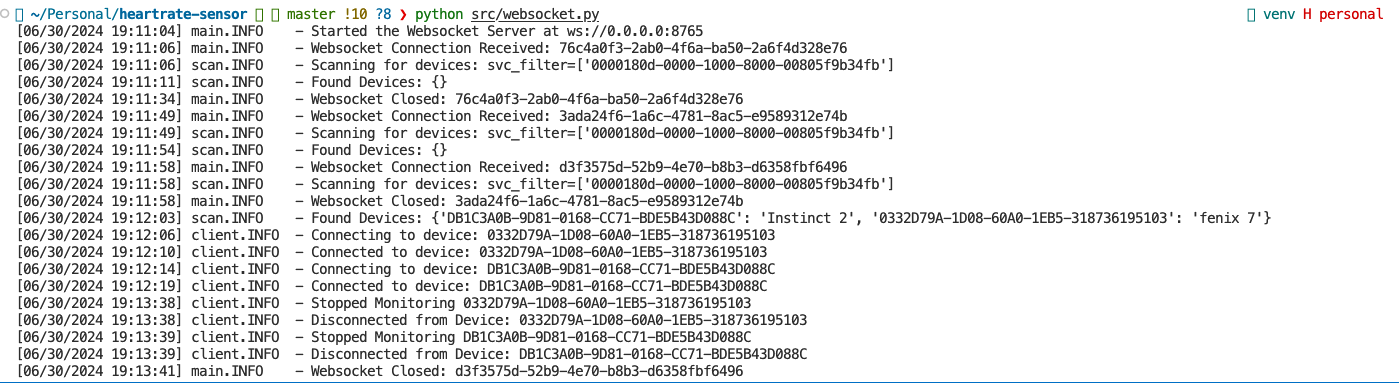 ~/Personal/heartrate-sensor master !10 ?8 ❯ python src/websocket.py venv H personal
[06/30/2024 19:11:04] main.INFO – Started the Websocket Server at ws://0.0.0.0:8765
[06/30/2024 19:11:06] main.INFO – Websocket Connection Received: 76c4a0f3-2ab0-4f6a-ba50-2a6f4d328e76
[06/30/2024 19:11:06] scan.INFO – Scanning for devices: svc_filter=['0000180d-0000-1000-8000-00805f9b34fb']
[06/30/2024 19:11:11] scan.INFO – Found Devices: {}
[06/30/2024 19:11:34] main.INFO – Websocket Closed: 76c4a0f3-2ab0-4f6a-ba50-2a6f4d328e76
[06/30/2024 19:11:49] main.INFO – Websocket Connection Received: 3ada24f6-1a6c-4781-8ac5-e9589312e74b
[06/30/2024 19:11:49] scan.INFO – Scanning for devices: svc_filter=['0000180d-0000-1000-8000-00805f9b34fb']
[06/30/2024 19:11:54] scan.INFO – Found Devices: {}
[06/30/2024 19:11:58] main.INFO – Websocket Connection Received: d3f3575d-52b9-4e70-b8b3-d6358fbf6496
[06/30/2024 19:11:58] scan.INFO – Scanning for devices: svc_filter=['0000180d-0000-1000-8000-00805f9b34fb']
[06/30/2024 19:11:58] main.INFO – Websocket Closed: 3ada24f6-1a6c-4781-8ac5-e9589312e74b
[06/30/2024 19:12:03] scan.INFO – Found Devices: {'DB1C3A0B-9D81-0168-CC71-BDE5B43D088C': 'Instinct 2', '0332D79A-1D08-60A0-1EB5-318736195103': 'fenix 7'}
[06/30/2024 19:12:06] client.INFO – Connecting to device: 0332D79A-1D08-60A0-1EB5-318736195103
[06/30/2024 19:12:10] client.INFO – Connected to device: 0332D79A-1D08-60A0-1EB5-318736195103
[06/30/2024 19:12:14] client.INFO – Connecting to device: DB1C3A0B-9D81-0168-CC71-BDE5B43D088C
[06/30/2024 19:12:19] client.INFO – Connected to device: DB1C3A0B-9D81-0168-CC71-BDE5B43D088C
[06/30/2024 19:13:38] client.INFO – Stopped Monitoring 0332D79A-1D08-60A0-1EB5-318736195103
[06/30/2024 19:13:38] client.INFO – Disconnected from Device: 0332D79A-1D08-60A0-1EB5-318736195103
[06/30/2024 19:13:39] client.INFO – Stopped Monitoring DB1C3A0B-9D81-0168-CC71-BDE5B43D088C
[06/30/2024 19:13:39] client.INFO – Disconnected from Device: DB1C3A0B-9D81-0168-CC71-BDE5B43D088C
[06/30/2024 19:13:41] main.INFO – Websocket Closed: d3f3575d-52b9-4e70-b8b3-d6358fbf6496